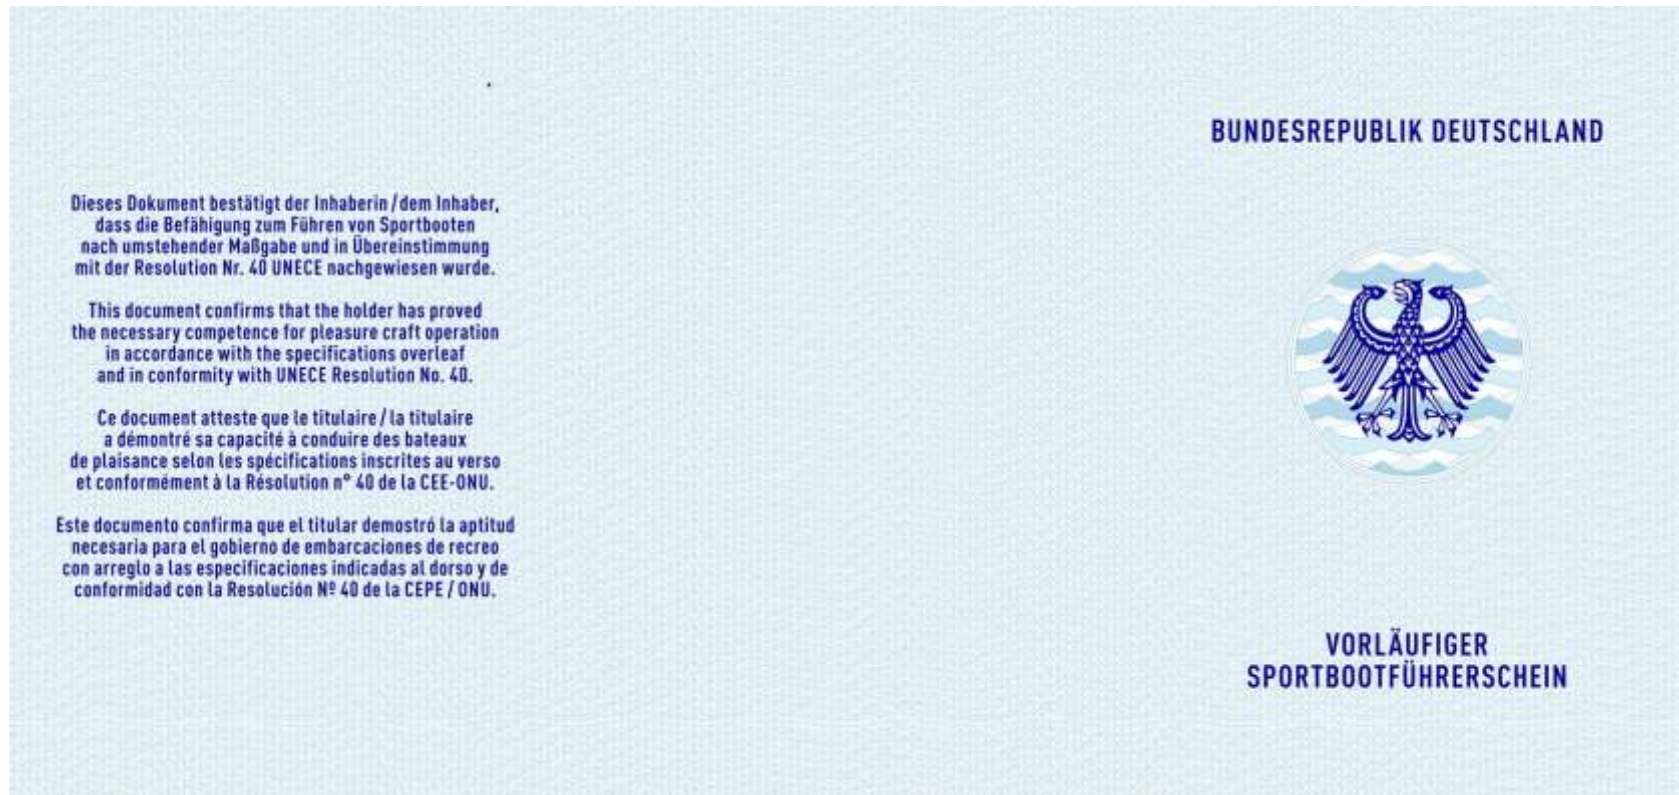 Dieses Dokument bestätigt der Inhaberin / dem Inhaber,
dass die Befähigung zum Führen von Sportbooten
nach umstehender Maßgabe und in Übereinstimmung
mit der Resolution Nr. 40 UNECE nachgewiesen wurde.
This document confirms that the holder has proved
the necessary competence for pleasure craft operation
in accordance with the specifications overleaf
and in conformity with UNECE Resolution No. 40.
Ce document atteste que le titulaire / la titulaire
a démontré sa capacité à conduire des bateaux
de plaisance selon les spécifications inscrites au verso
et conformément à la Résolution n° 40 de la CEE-ONU.
Este documento confirma que el titular demostró la aptitud
necesaria para el gobierno de embarcaciones de recreo
con arreglo a las especificaciones indicadas al dorso y de
conformidad con la Resolución Nº 40 de la CEPE / ONU.
BUNDESREPUBLIK DEUTSCHLAND
VORLÄUFIGER
SPORTBOOTFÜHRERSCHEIN